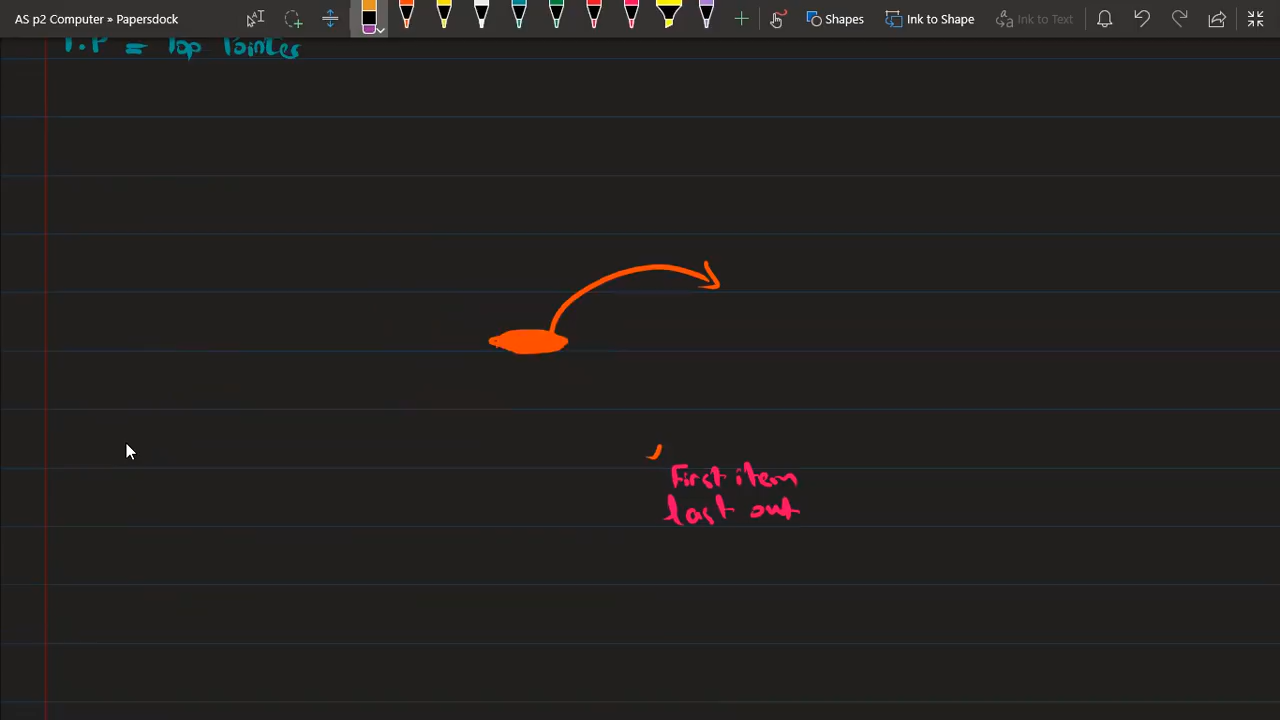 AS p2 Computer » Papersdock
Shapes
Ink to Shape
Ink to Text
T.P = Top Pointer
First item
last out